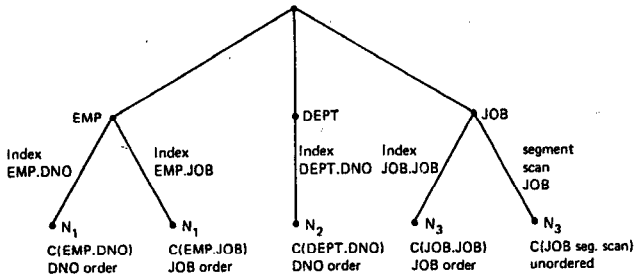 EMP
DEPT
JOB
Index
EMP.DNO
Index
EMP.JOB
Index
DEPT.DNO
Index
JOB.JOB
segment
scan
JOB
N1
N1
N2
N3
N3
C(EMP.DNO)
DNO order
C(EMP.JOB)
JOB order
C(DEPT.DNO)
DNO order
C(JOB.JOB)
JOB order
C(JOB seg. scan)
unordered